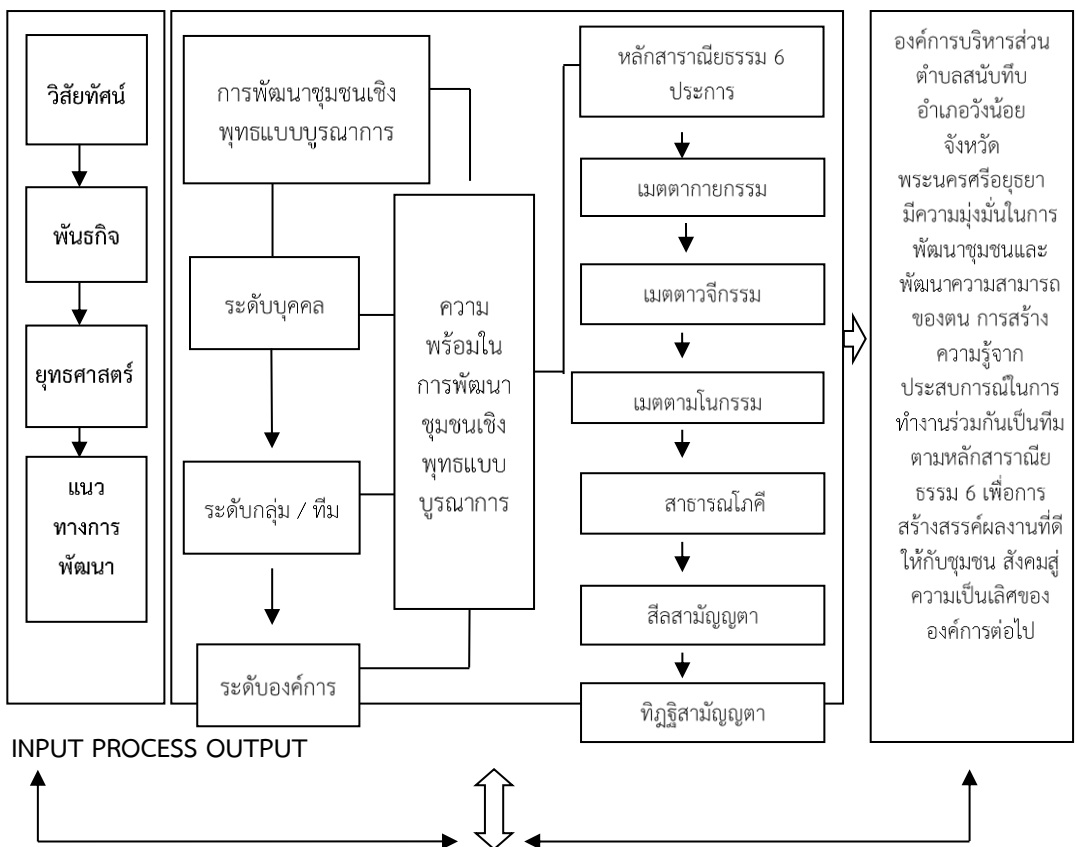 วิสัยทัศน์
พันธกิจ
ยุทธศาสตร์
แนว
ทางการ
พัฒนา
การพัฒนาชุมชนเชิง
พุทธแบบบูรณาการ
ระดับบุคคล
ระดับกลุ่ม / ทีม
ระดับองค์การ
ความ
พร้อมใน
การพัฒนา
ชุมชนเชิง
พุทธแบบ
บูรณาการ
หลักสาราณียธรรม 6
ประการ
เมตตากายกรรม
เมตตาวจีกรรม
เมตตามโนกรรม
สาธารณโภคี
สีลสามัญญตา
ทิฏฐิสามัญญตา
องค์การบริหารส่วน
ตำบลสนับทึบ
อำเภอวังน้อย
จังหวัด
พระนครศรีอยุธยา
มีความมุ่งมั่นในการ
พัฒนาชุมชนและ
พัฒนาความสามารถ
ของตน การสร้าง
ความรู้จาก
ประสบการณ์ในการ
ทำงานร่วมกันเป็นทีม
ตามหลักสาราณีย
ธรรม 6 เพื่อการ
สร้างสรรค์ผลงานที่ดี
ให้กับชุมชน สังคมสู่
ความเป็นเลิศของ
องค์การต่อไป
INPUT PROCESS OUTPUT